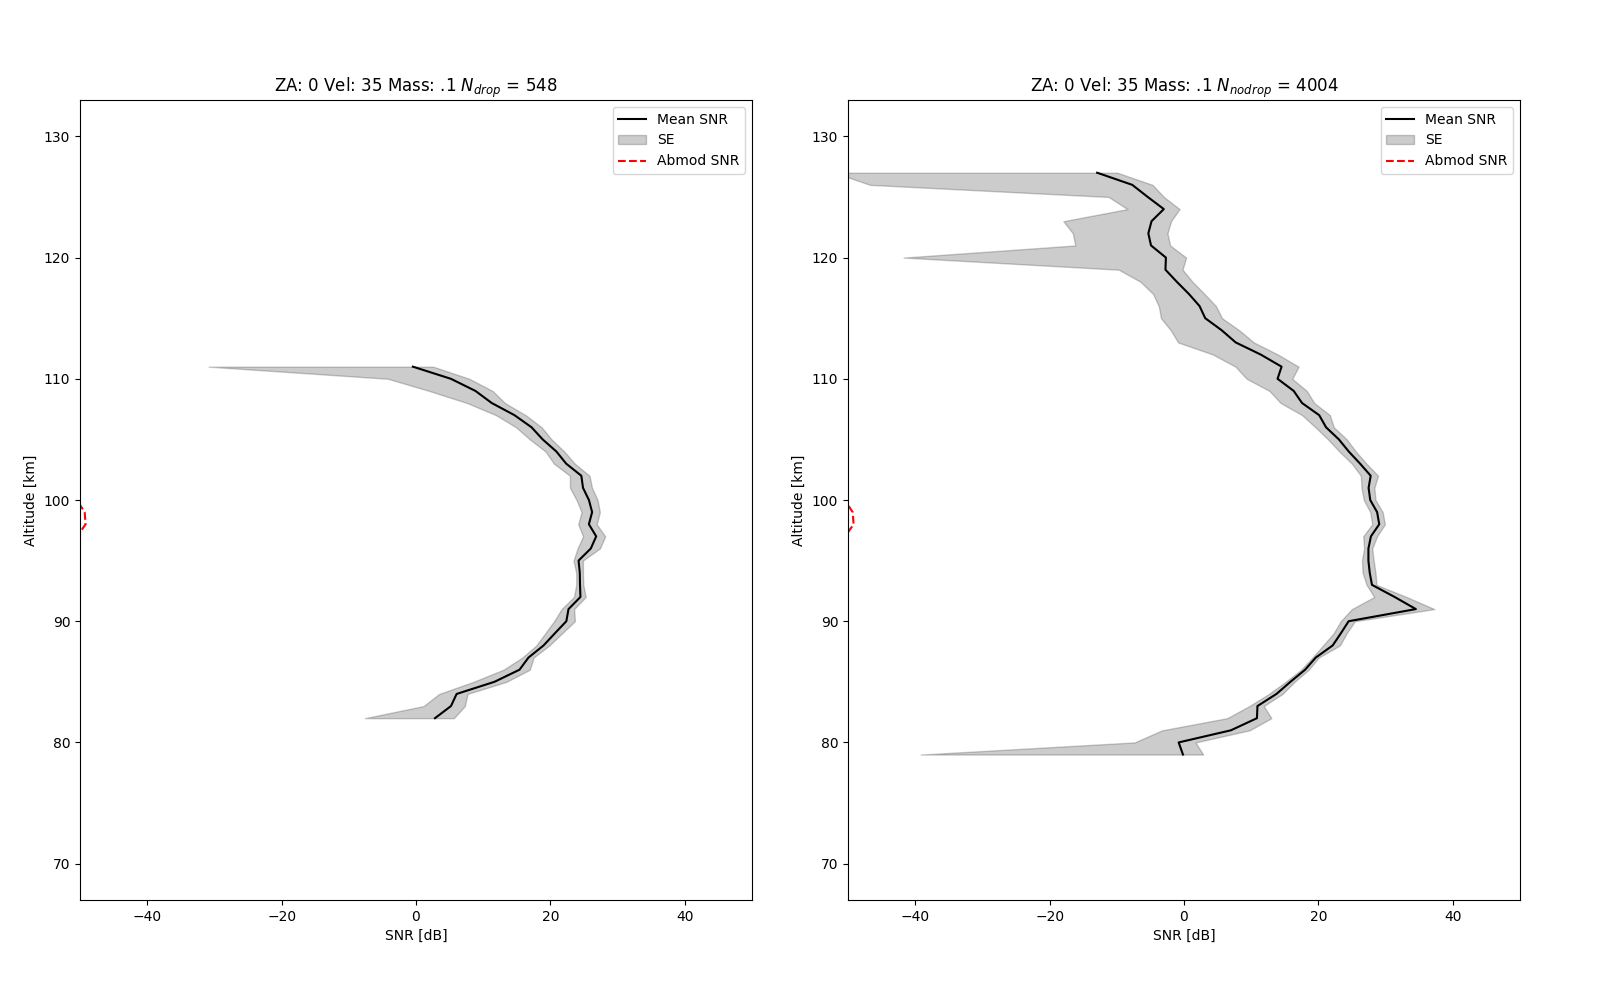 ZA: 0 Vel: 35 Mass: .1 N_drop = 548
Mean SNR
SE
Abmod SNR
130
120
110
100
90
80
70
Altitude [km]
−40 −20 0 20 40
SNR [dB]
ZA: 0 Vel: 35 Mass: .1 N_nodrop = 4004
Mean SNR
SE
Abmod SNR
130
120
110
100
90
80
70
Altitude [km]
−40 −20 0 20 40
SNR [dB]